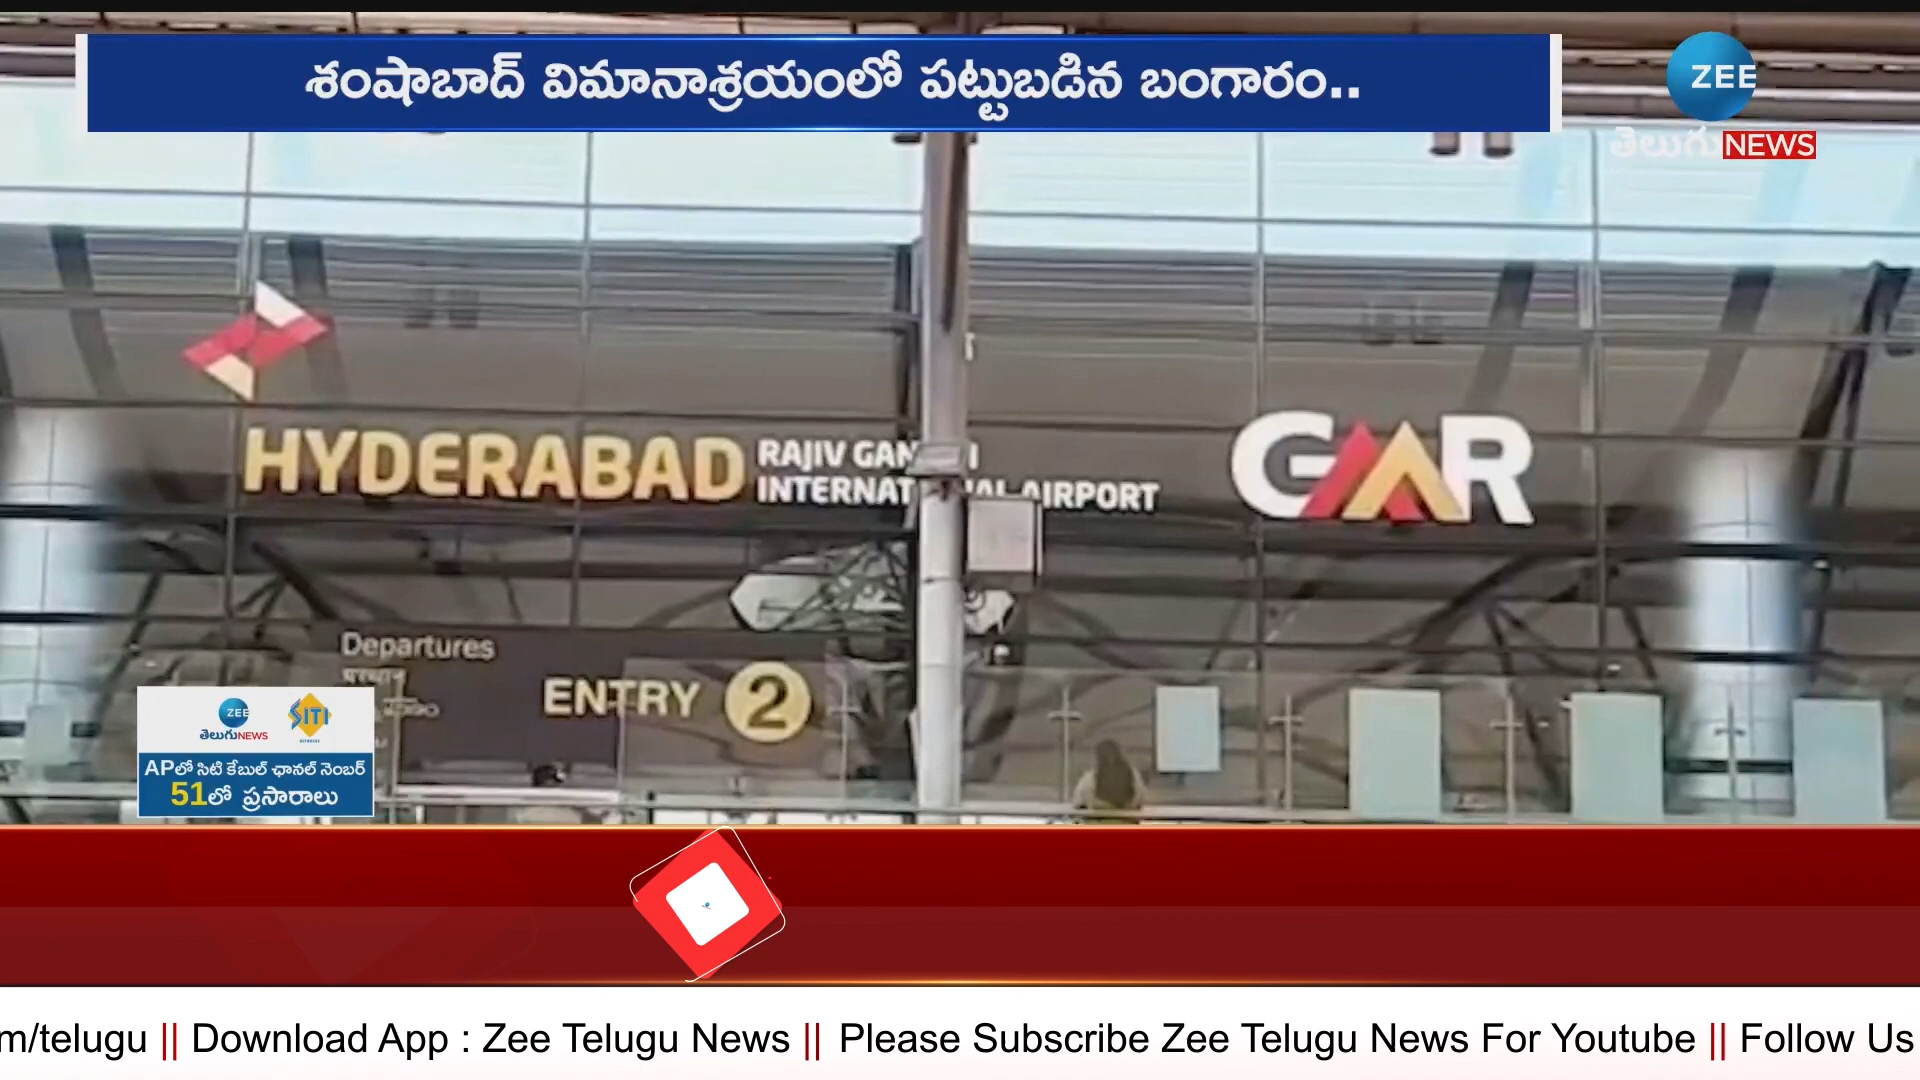 శంషాబాద్ విమానాశ్రయంలో పట్టుబడిన బంగారం..
ZEE
తెలుగు NEWS
HYDERABAD
RAJIV
INTERNAT AIRPORT
GMR
Departures
ENTRY 2
ZEE
తెలుగు NEWS
SITI
APలో సిటి కేబుల్ ఛానల్ నెంబర్
51లో ప్రసారాలు
m/telugu || Download App : Zee Telugu News || Please Subscribe Zee Telugu News For Youtube || Follow Us